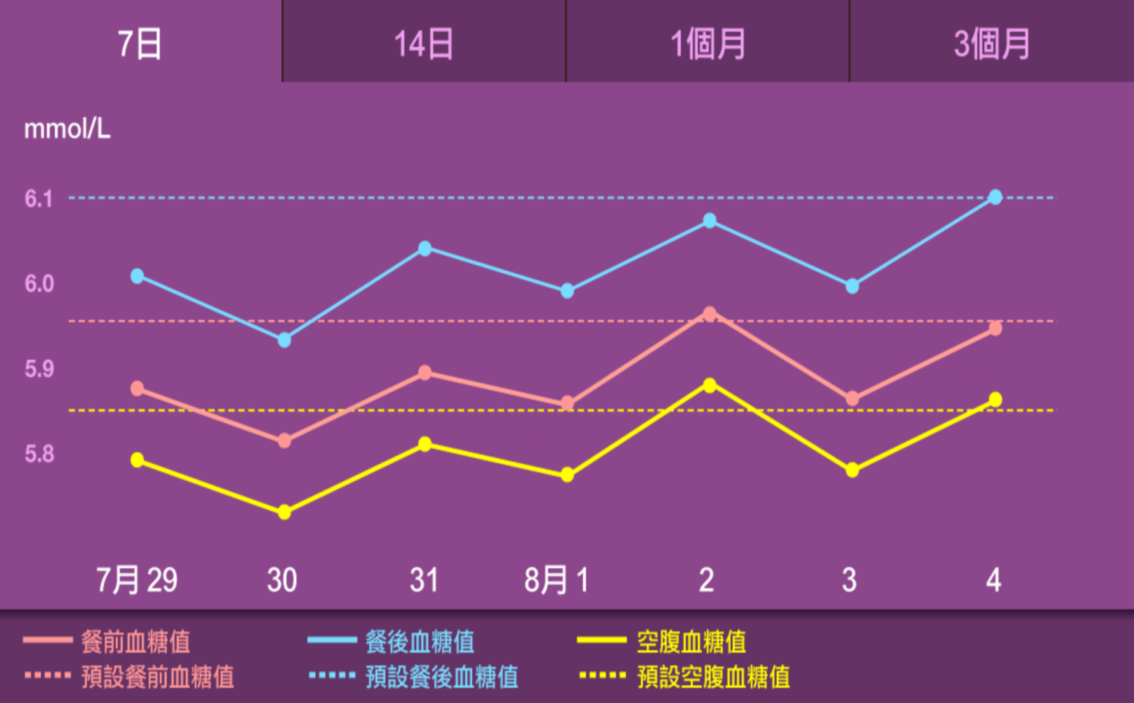 7日 14日 1個月 3個月
mmol/L
6.1
6.0
5.9
5.8
7月 29 30 31 8月 1 2 3 4
餐前血糖值 餐後血糖值 空腹血糖值
預設餐前血糖值 預設餐後血糖值 預設空腹血糖值